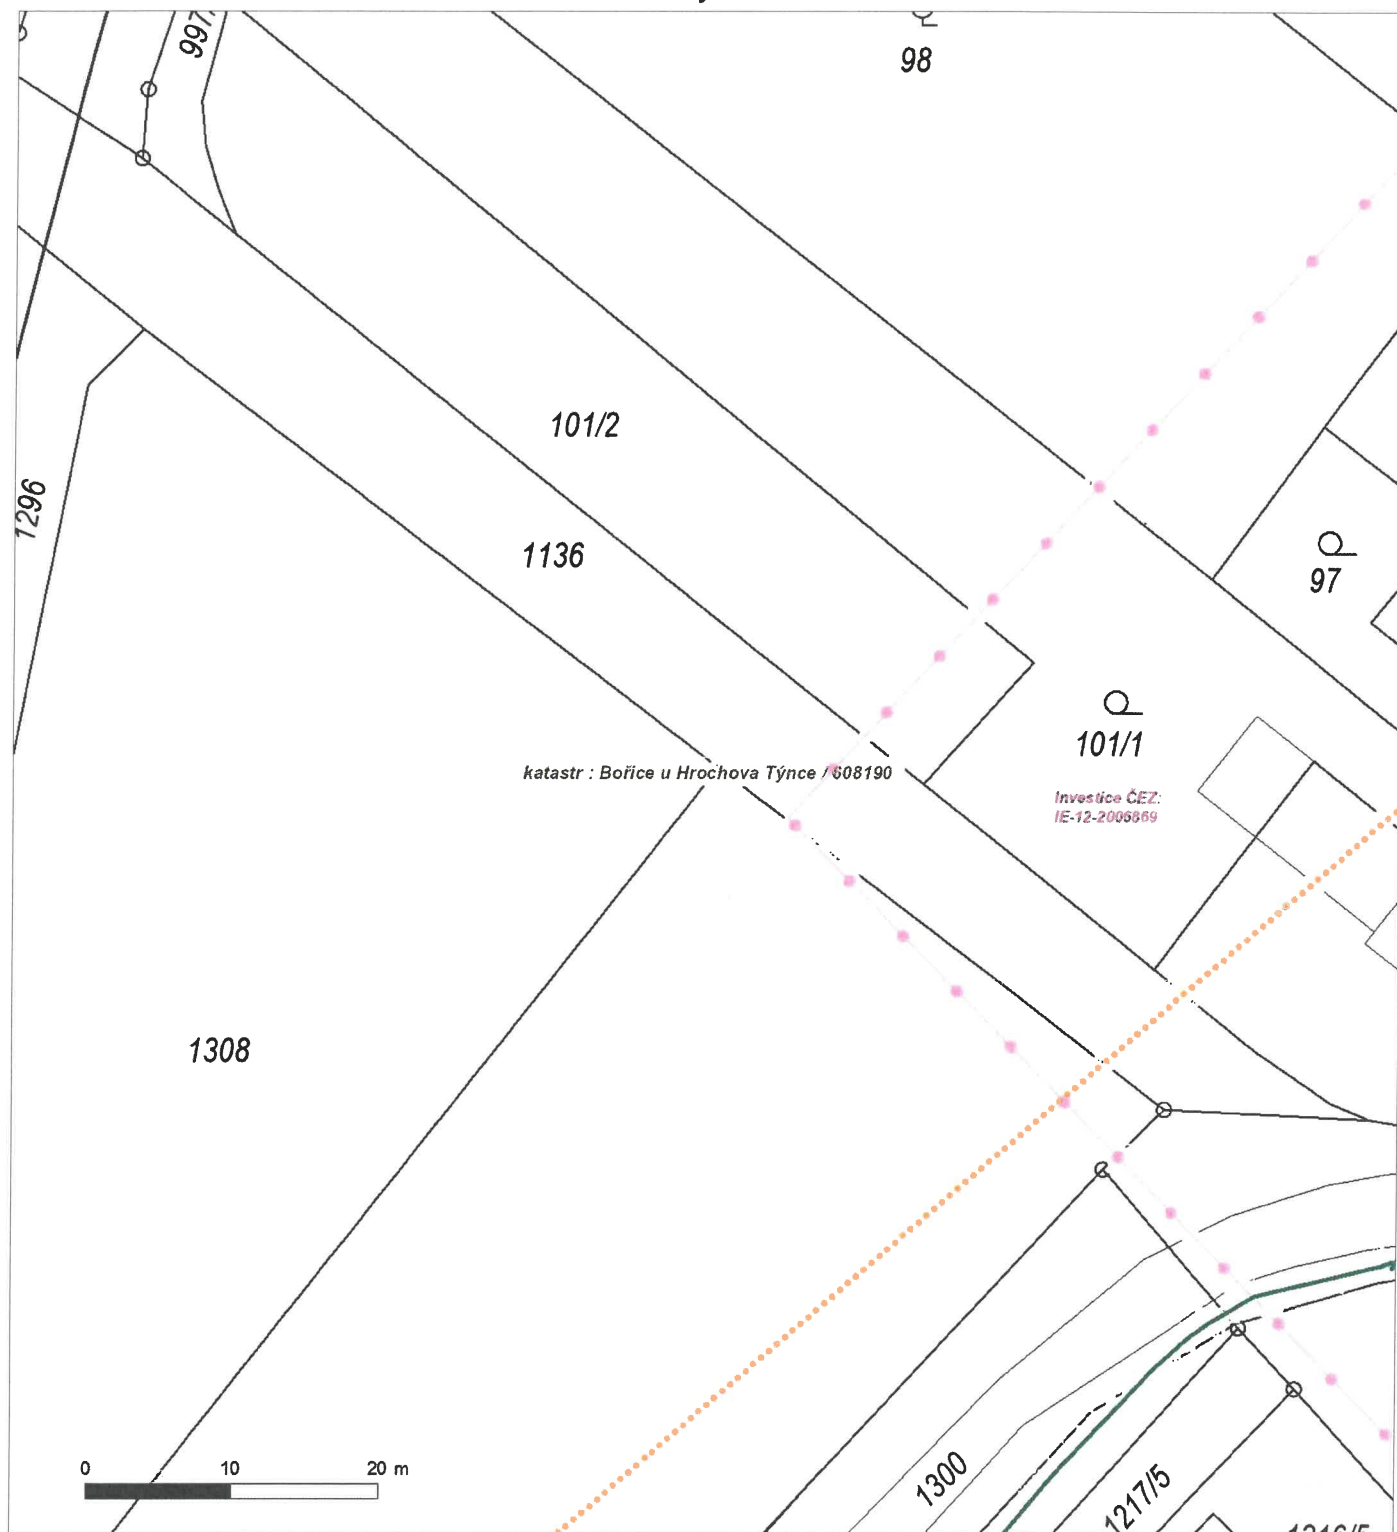 997/
98
101/2
1296
1136
97
101/1
katastr : Bořice u Hrochova Týnce / 608190
Investice ČEZ:
IE-12-2006869
1308
0 10 20 m
1300
1217/5